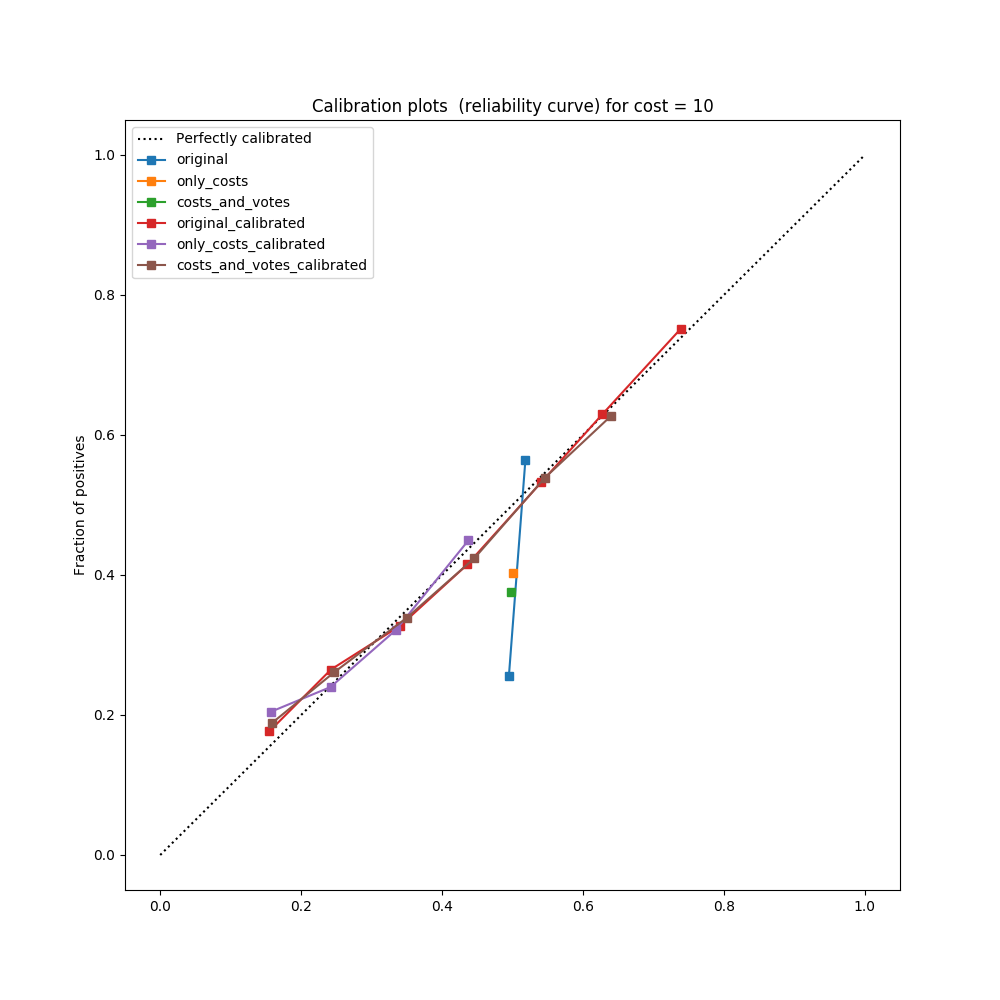 Calibration plots  (reliability curve) for cost = 10
Perfectly calibrated
original
only_costs
costs_and_votes
original_calibrated
only_costs_calibrated
costs_and_votes_calibrated
Fraction of positives
1.0
0.8
0.6
0.4
0.2
0.0
0.0 0.2 0.4 0.6 0.8 1.0